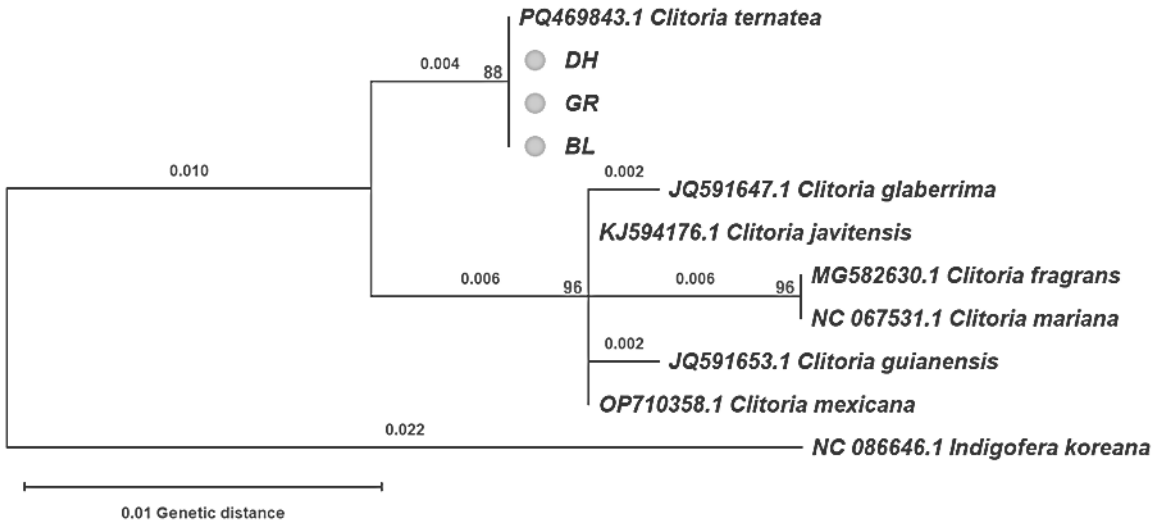 PQ469843.1 Clitoria ternatea
0.004
88
DH
GR
BL
0.010
0.002
JQ591647.1 Clitoria glaberrima
KJ594176.1 Clitoria javitensis
0.006
96
0.006
96
MG582630.1 Clitoria fragrans
NC 067531.1 Clitoria mariana
0.002
JQ591653.1 Clitoria guianensis
OP710358.1 Clitoria mexicana
0.022
NC 086646.1 Indigofera koreana
0.01 Genetic distance